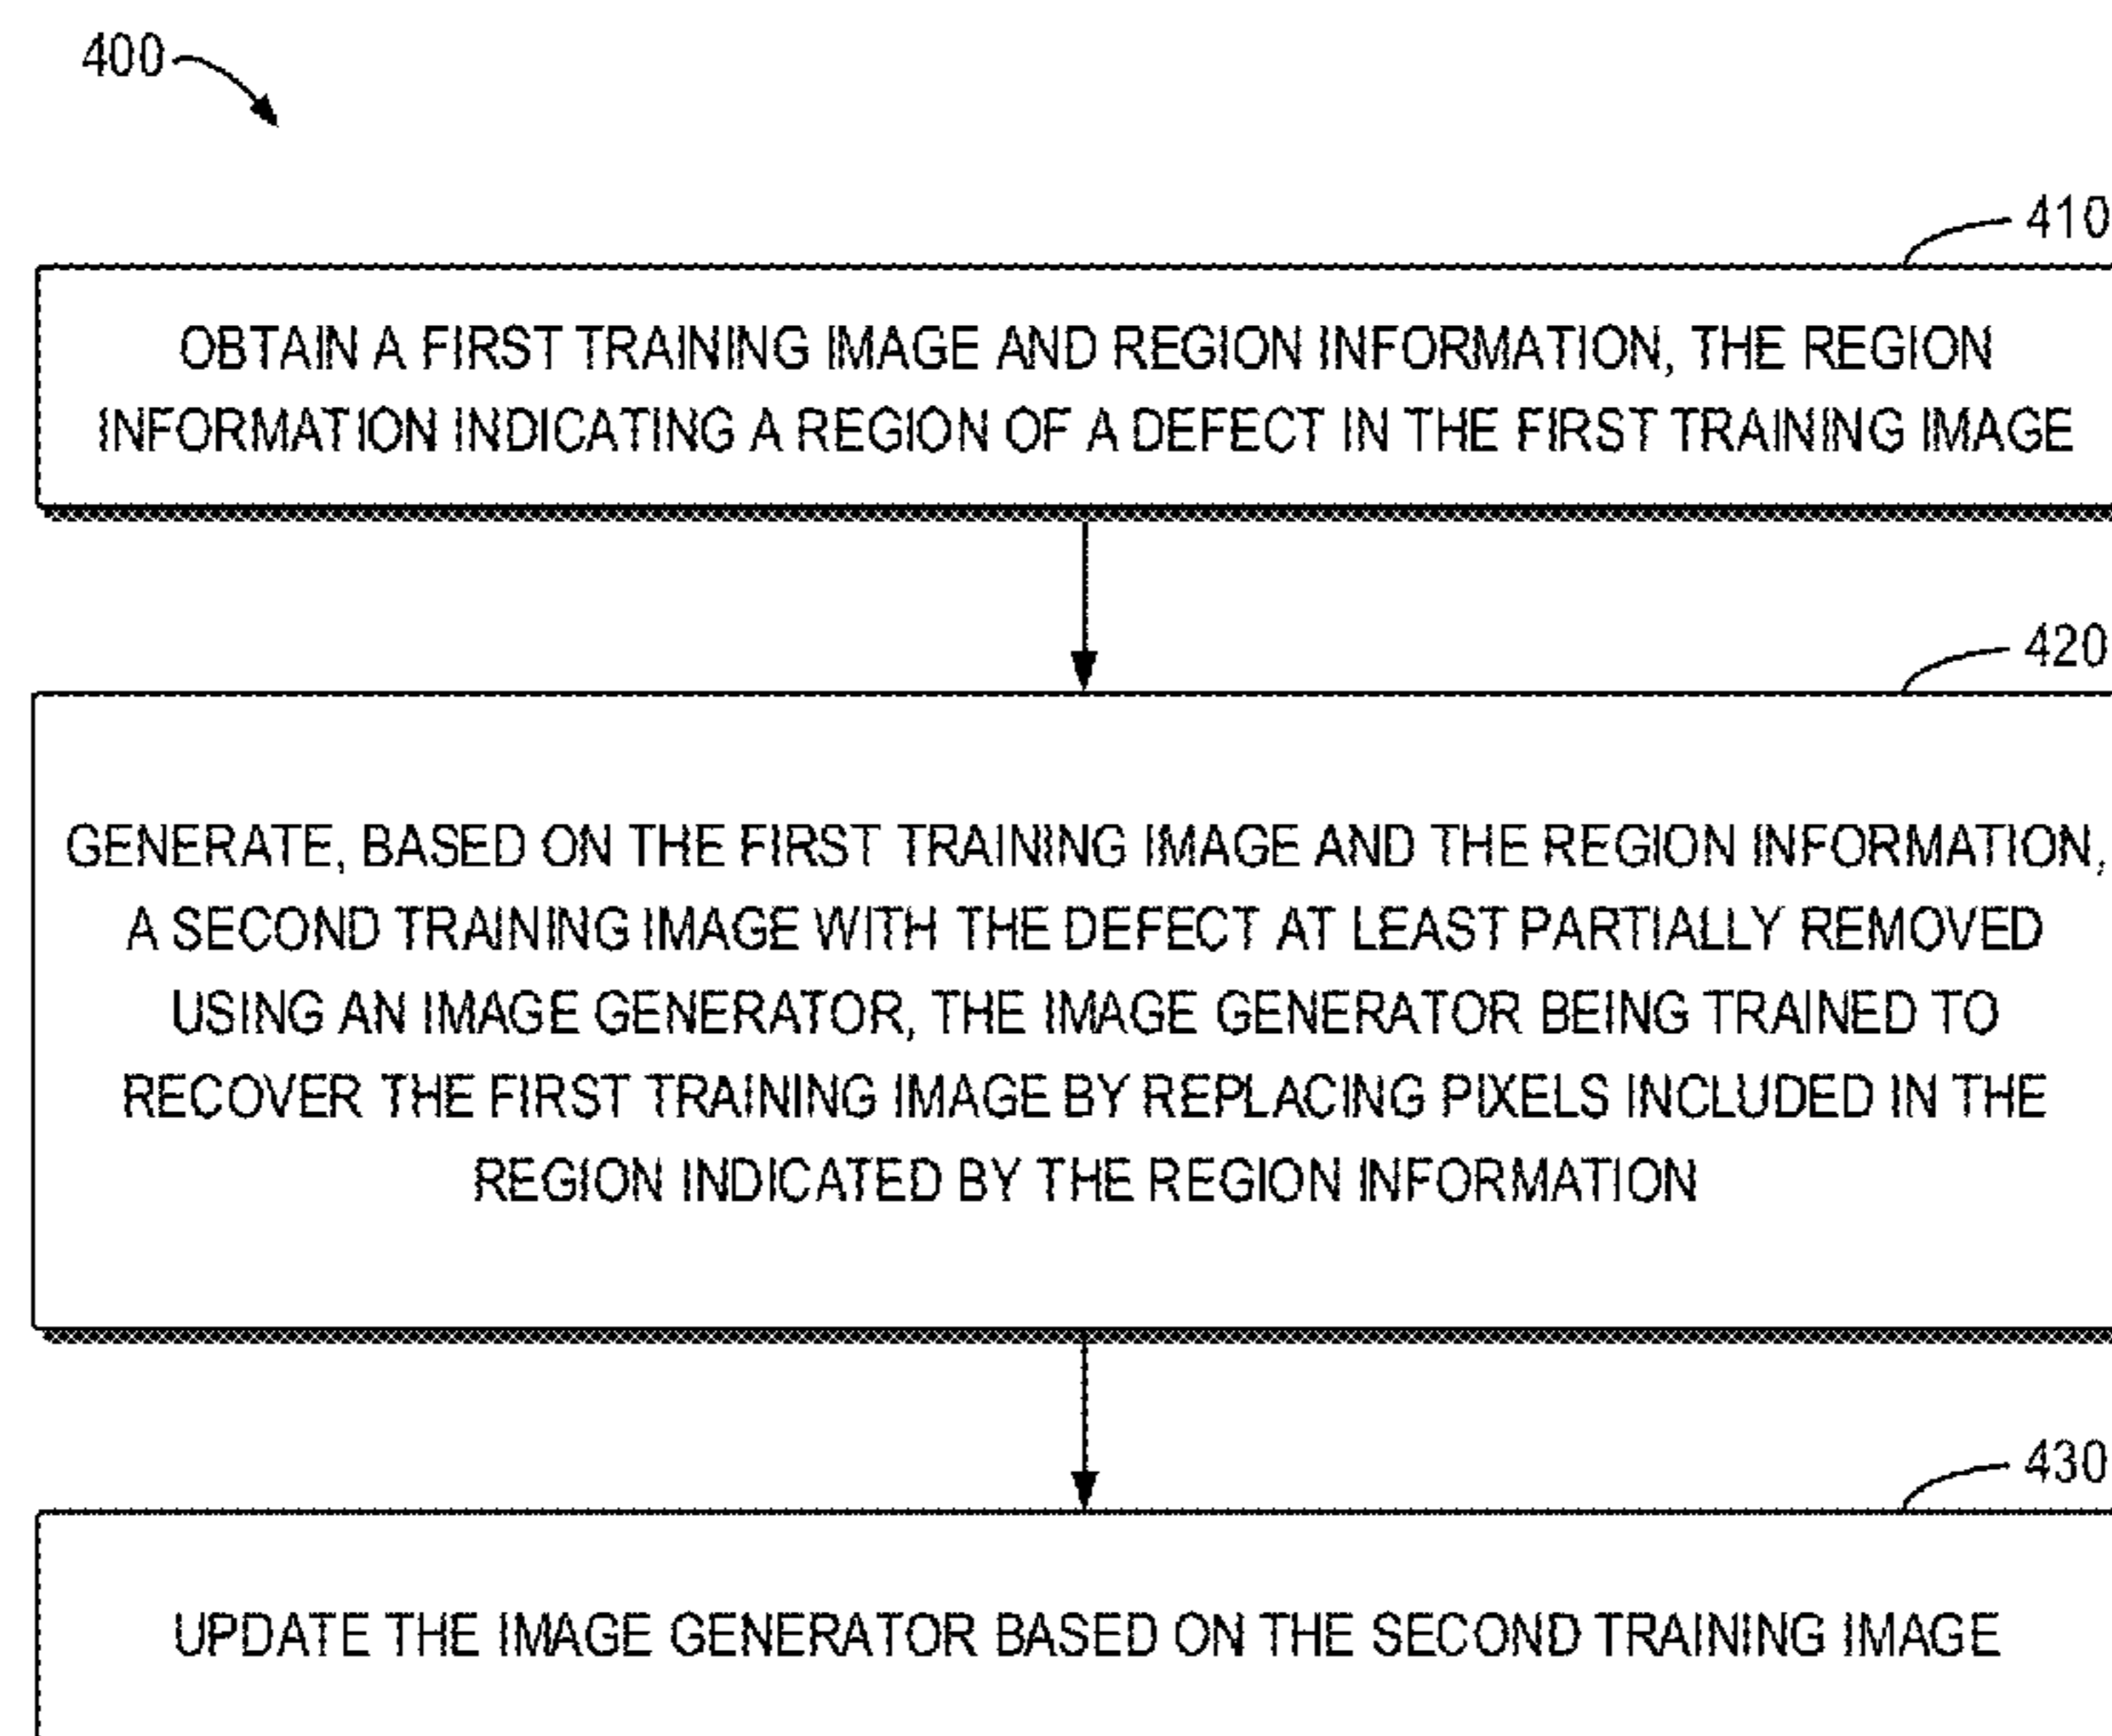 400
410
OBTAIN A FIRST TRAINING IMAGE AND REGION INFORMATION, THE REGION
INFORMATION INDICATING A REGION OF A DEFECT IN THE FIRST TRAINING IMAGE
420
GENERATE, BASED ON THE FIRST TRAINING IMAGE AND THE REGION INFORMATION,
A SECOND TRAINING IMAGE WITH THE DEFECT AT LEAST PARTIALLY REMOVED
USING AN IMAGE GENERATOR, THE IMAGE GENERATOR BEING TRAINED TO
RECOVER THE FIRST TRAINING IMAGE BY REPLACING PIXELS INCLUDED IN THE
REGION INDICATED BY THE REGION INFORMATION
430
UPDATE THE IMAGE GENERATOR BASED ON THE SECOND TRAINING IMAGE